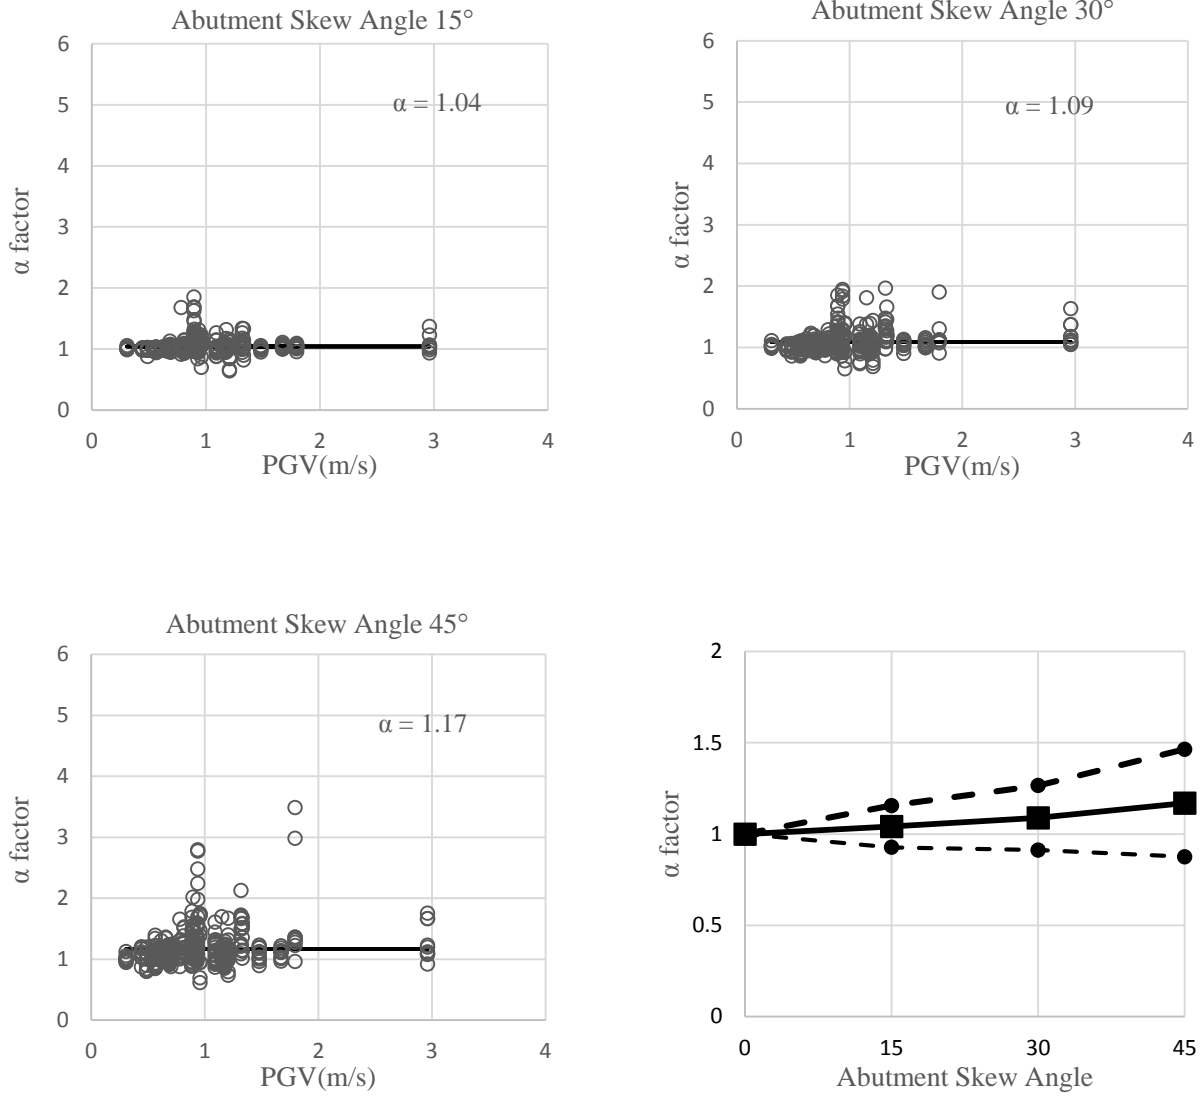 Abutment Skew Angle 15°
6
5
4
3
2
1
0
α = 1.04
α factor
0 1 2 3 4
PGV(m/s)
Abutment Skew Angle 30°
6
5
4
3
2
1
0
α = 1.09
α factor
0 1 2 3 4
PGV(m/s)
Abutment Skew Angle 45°
6
5
4
3
2
1
0
α = 1.17
α factor
0 1 2 3 4
PGV(m/s)
2
1.5
1
0.5
0
α factor
0 15 30 45
Abutment Skew Angle